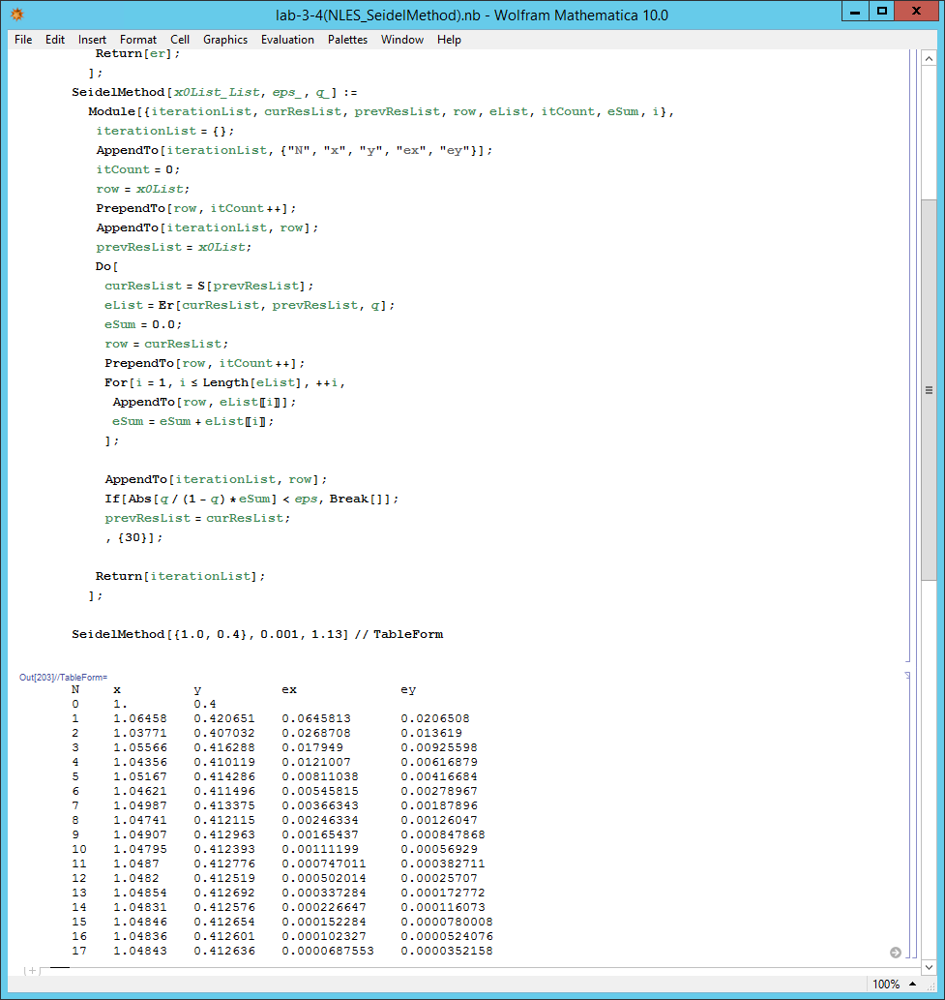 lab-3-4(NLES_SeidelMethod).nb - Wolfram Mathematica 10.0
File Edit Insert Format Cell Graphics Evaluation Palettes Window Help
Return[er];
];
SeidelMethod[x0List_List, eps_, q_] :=
Module[{iterationList, curResList, prevResList, row, eList, itCount, eSum, i},
iterationList = {};
AppendTo[iterationList, {"N", "x", "y", "ex", "ey"}];
itCount = 0;
row = x0List;
PrependTo[row, itCount++];
AppendTo[iterationList, row];
prevResList = x0List;
Do[
curResList = S[prevResList];
eList = Er[curResList, prevResList, q];
eSum = 0.0;
row = curResList;
PrependTo[row, itCount++];
For[i = 1, i ≤ Length[eList], ++i,
AppendTo[row, eList〚i〛];
eSum = eSum + eList〚i〛;
];
AppendTo[iterationList, row];
If[Abs[q / (1 - q) * eSum] < eps, Break[]];
prevResList = curResList;
, {30}];
Return[iterationList];
];
SeidelMethod[{1.0, 0.4}, 0.001, 1.13] // TableForm
Out[203]//TableForm=
N x y ex ey
0 1. 0.4
1 1.06458 0.420651 0.0645813 0.0206508
2 1.03771 0.407032 0.0268708 0.013619
3 1.05566 0.416288 0.017949 0.00925598
4 1.04356 0.410119 0.0121007 0.00616879
5 1.05167 0.414286 0.00811038 0.00416684
6 1.04621 0.411496 0.00545815 0.00278967
7 1.04987 0.413375 0.00366343 0.00187896
8 1.04741 0.412115 0.00246334 0.00126047
9 1.04907 0.412963 0.00165437 0.000847868
10 1.04795 0.412393 0.00111199 0.00056929
11 1.0487 0.412776 0.000747011 0.000382711
12 1.0482 0.412519 0.000502014 0.00025707
13 1.04854 0.412692 0.000337284 0.000172772
14 1.04831 0.412576 0.000226647 0.000116073
15 1.04846 0.412654 0.000152284 0.0000780008
16 1.04836 0.412601 0.000102327 0.0000524076
17 1.04843 0.412636 0.0000687553 0.0000352158
100%